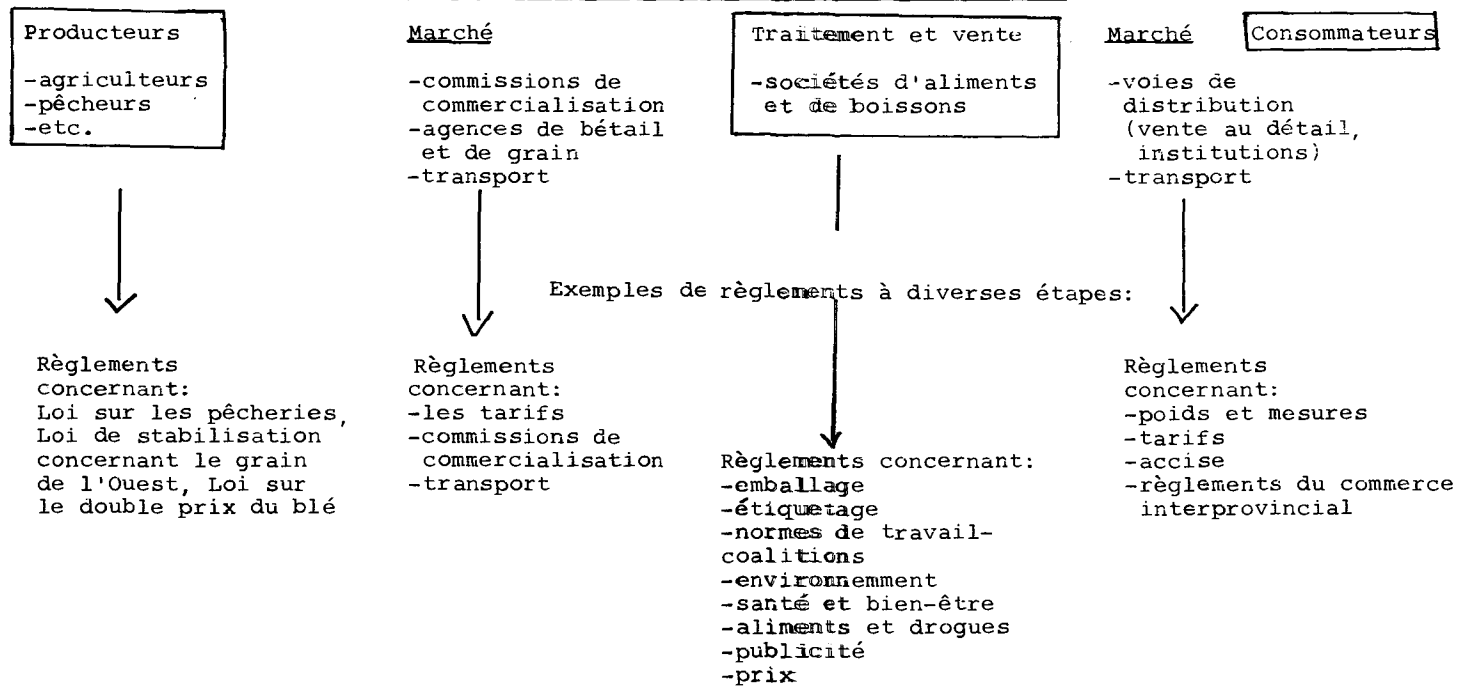 Producteurs
-agriculteurs
-pêcheurs
-etc.
Marché
-commissions de
commercialisation
-agences de bétail
et de grain
-transport
Traitement et vente
-sociétés d'aliments
et de boissons
Marché
-voies de
distribution
(vente au détail,
institutions)
-transport
Consommateurs
Exemples de règlements à diverses étapes:
Règlements
concernant:
Loi sur les pêcheries,
Loi de stabilisation
concernant le grain
de l'Ouest, Loi sur
le double prix du blé
Règlements
concernant:
-les tarifs
-commissions de
commercialisation
-transport
Règlements concernant:
-emballage
-étiquetage
-normes de travail-
coalitions
-environnemment
-santé et bien-être
-aliments et drogues
-publicité
-prix
Règlements
concernant:
-poids et mesures
-tarifs
-accise
-règlements du commerce
interprovincial